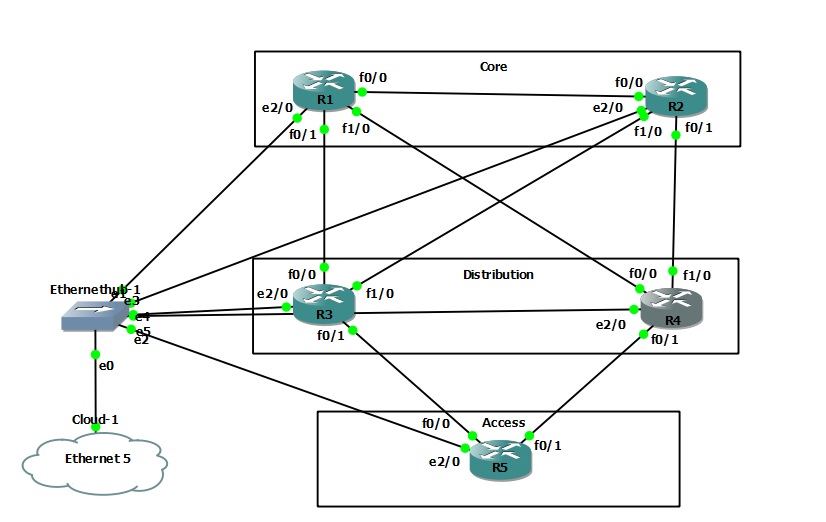 Core
R1
f0/0
e2/0
f0/1
f1/0
f0/0
e2/0
R2
f1/0
f0/1
Distribution
Ethernethub-1
e3
e4
e5
e2
e0
f0/0
e2/0
f1/0
R3
f0/1
f0/0
f1/0
R4
e2/0
f0/1
Access
f0/0
e2/0
R5
f0/1
Cloud-1
Ethernet 5